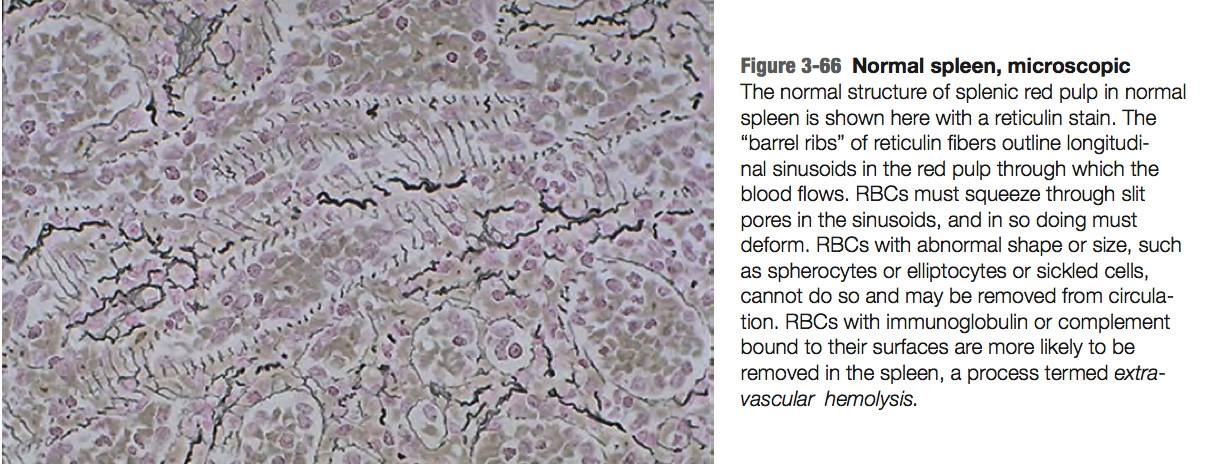 Figure 3-66 Normal spleen, microscopic
The normal structure of splenic red pulp in normal
spleen is shown here with a reticulin stain. The
“barrel ribs” of reticulin fibers outline longitudi-
nal sinusoids in the red pulp through which the
blood flows. RBCs must squeeze through slit
pores in the sinusoids, and in so doing must
deform. RBCs with abnormal shape or size, such
as spherocytes or elliptocytes or sickled cells,
cannot do so and may be removed from circula-
tion. RBCs with immunoglobulin or complement
bound to their surfaces are more likely to be
removed in the spleen, a process termed extra-
vascular hemolysis.